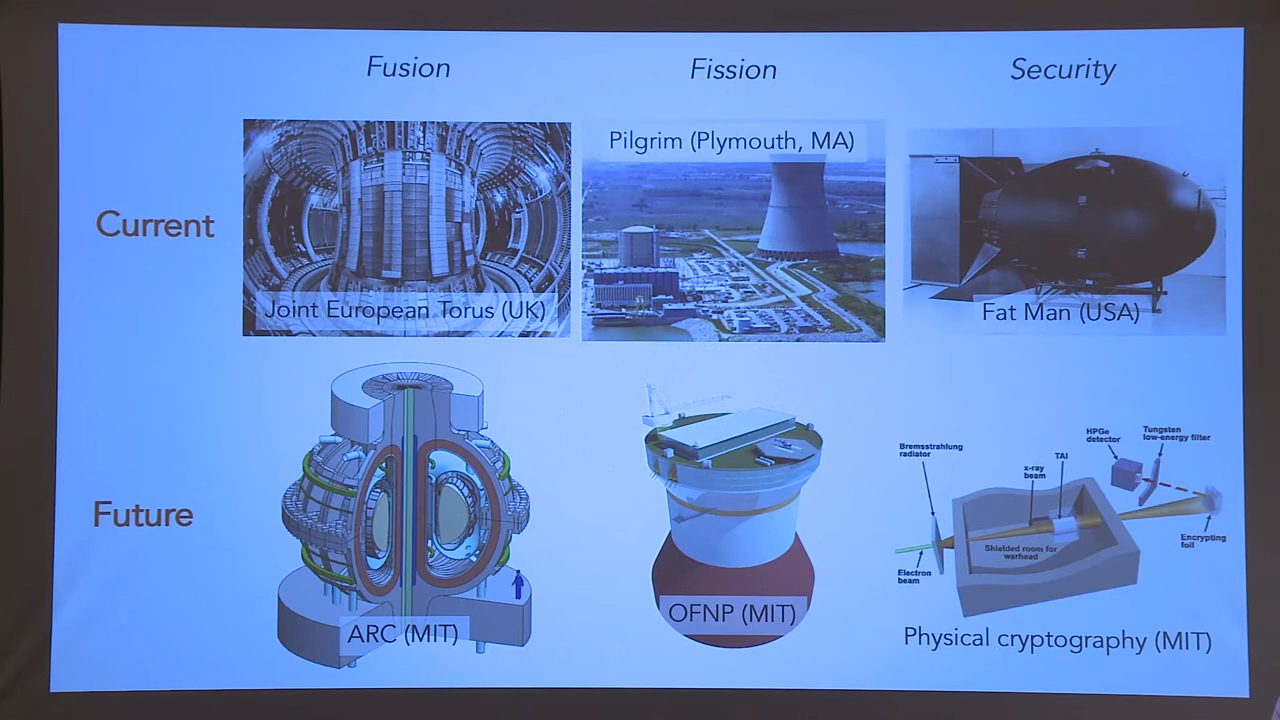 Fusion
Fission
Security
Current
Joint European Torus (UK)
Pilgrim (Plymouth, MA)
Fat Man (USA)
Future
ARC (MIT)
OFNP (MIT)
Bremsstrahlung
radiator
Electron
beam
x-ray
beam
TAI
Shielded room for
warhead
HPGe
detector
Tungsten
low-energy filter
Encrypting
foil
Physical cryptography (MIT)